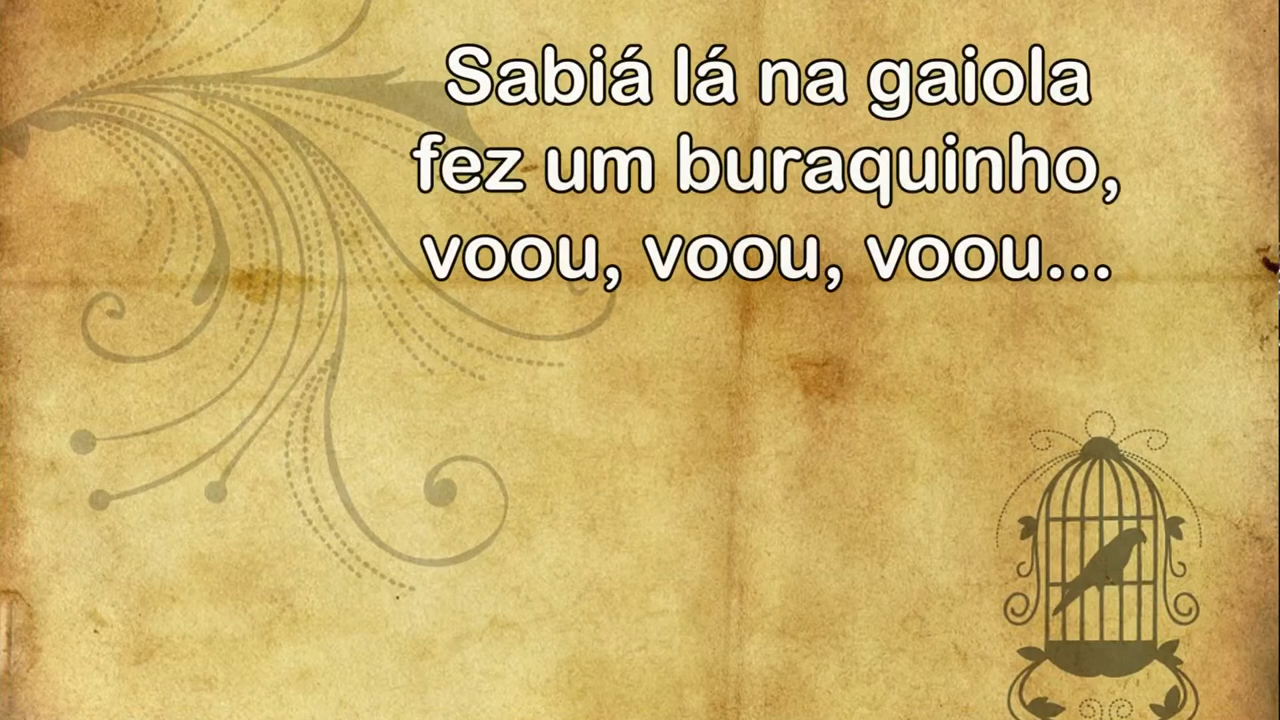 Sabiá lá na gaiola
fez um buraquinho,
voou, voou, voou...